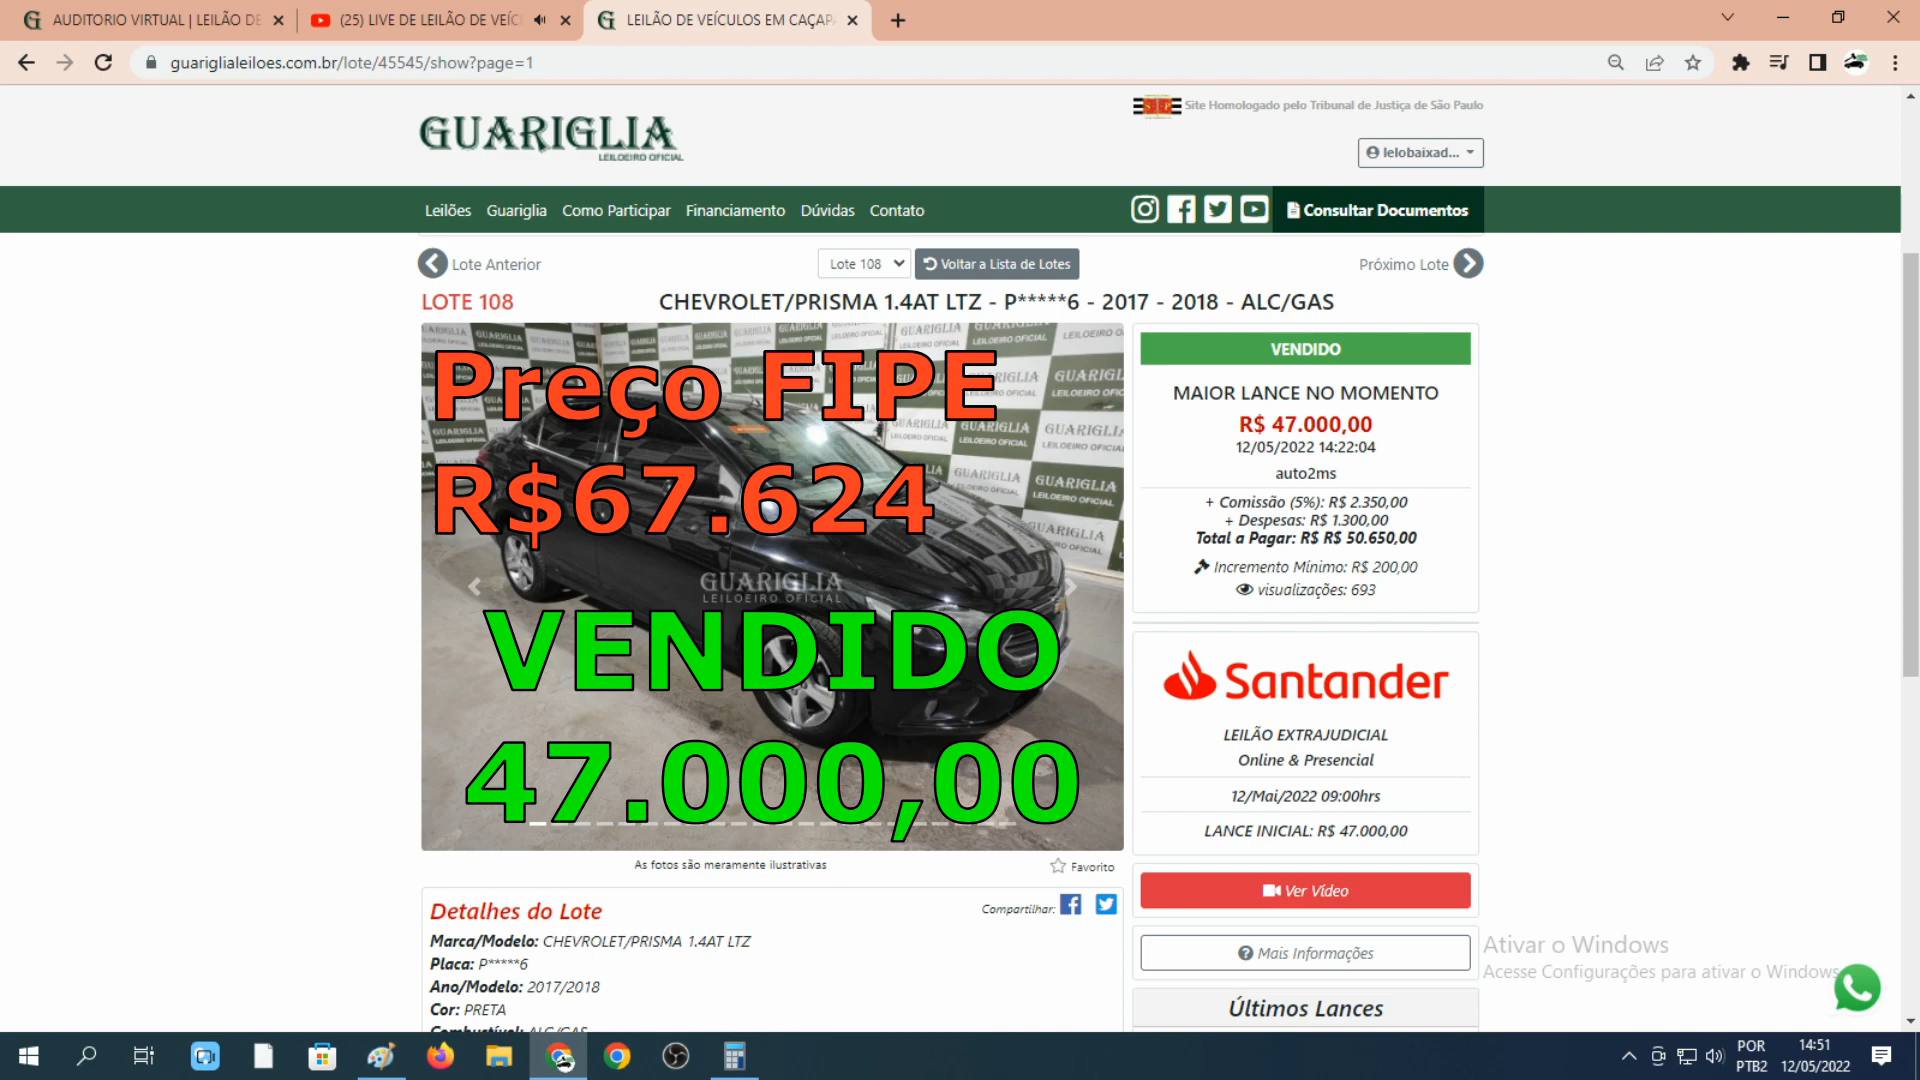 AUDITORIO VIRTUAL | LEILÃO DE
(25) LIVE DE LEILÃO DE VEÍC
LEILÃO DE VEÍCULOS EM CAÇAP
guariglialeiloes.com.br/lote/45545/show?page=1
Site Homologado pelo Tribunal de Justiça de São Paulo
GUARIGLIA
LEILOEIRO OFICIAL
lelobaixad...
Leilões Guariglia Como Participar Financiamento Dúvidas Contato
Consultar Documentos
Lote Anterior
Lote 108
Voltar a Lista de Lotes
Próximo Lote
LOTE 108
CHEVROLET/PRISMA 1.4AT LTZ - P*****6 - 2017 - 2018 - ALC/GAS
Preço FIPE
R$67.624
GUARIGLIA
LEILOEIRO OFICIAL
VENDIDO
47.000,00
VENDIDO
MAIOR LANCE NO MOMENTO
R$ 47.000,00
12/05/2022 14:22:04
auto2ms
+ Comissão (5%): R$ 2.350,00
+ Despesas: R$ 1.300,00
Total a Pagar: R$ R$ 50.650,00
Incremento Mínimo: R$ 200,00
visualizações: 693
Santander
LEILÃO EXTRAJUDICIAL
Online & Presencial
12/Mai/2022 09:00hrs
LANCE INICIAL: R$ 47.000,00
As fotos são meramente ilustrativas
Favorito
Ver Vídeo
Detalhes do Lote
Compartilhar:
Marca/Modelo: CHEVROLET/PRISMA 1.4AT LTZ
Placa: P*****6
Ano/Modelo: 2017/2018
Cor: PRETA
Combustível: ALC/GAS
Mais Informações
Últimos Lances
Ativar o Windows
Acesse Configurações para ativar o Windows
POR
PTB2
14:51
12/05/2022